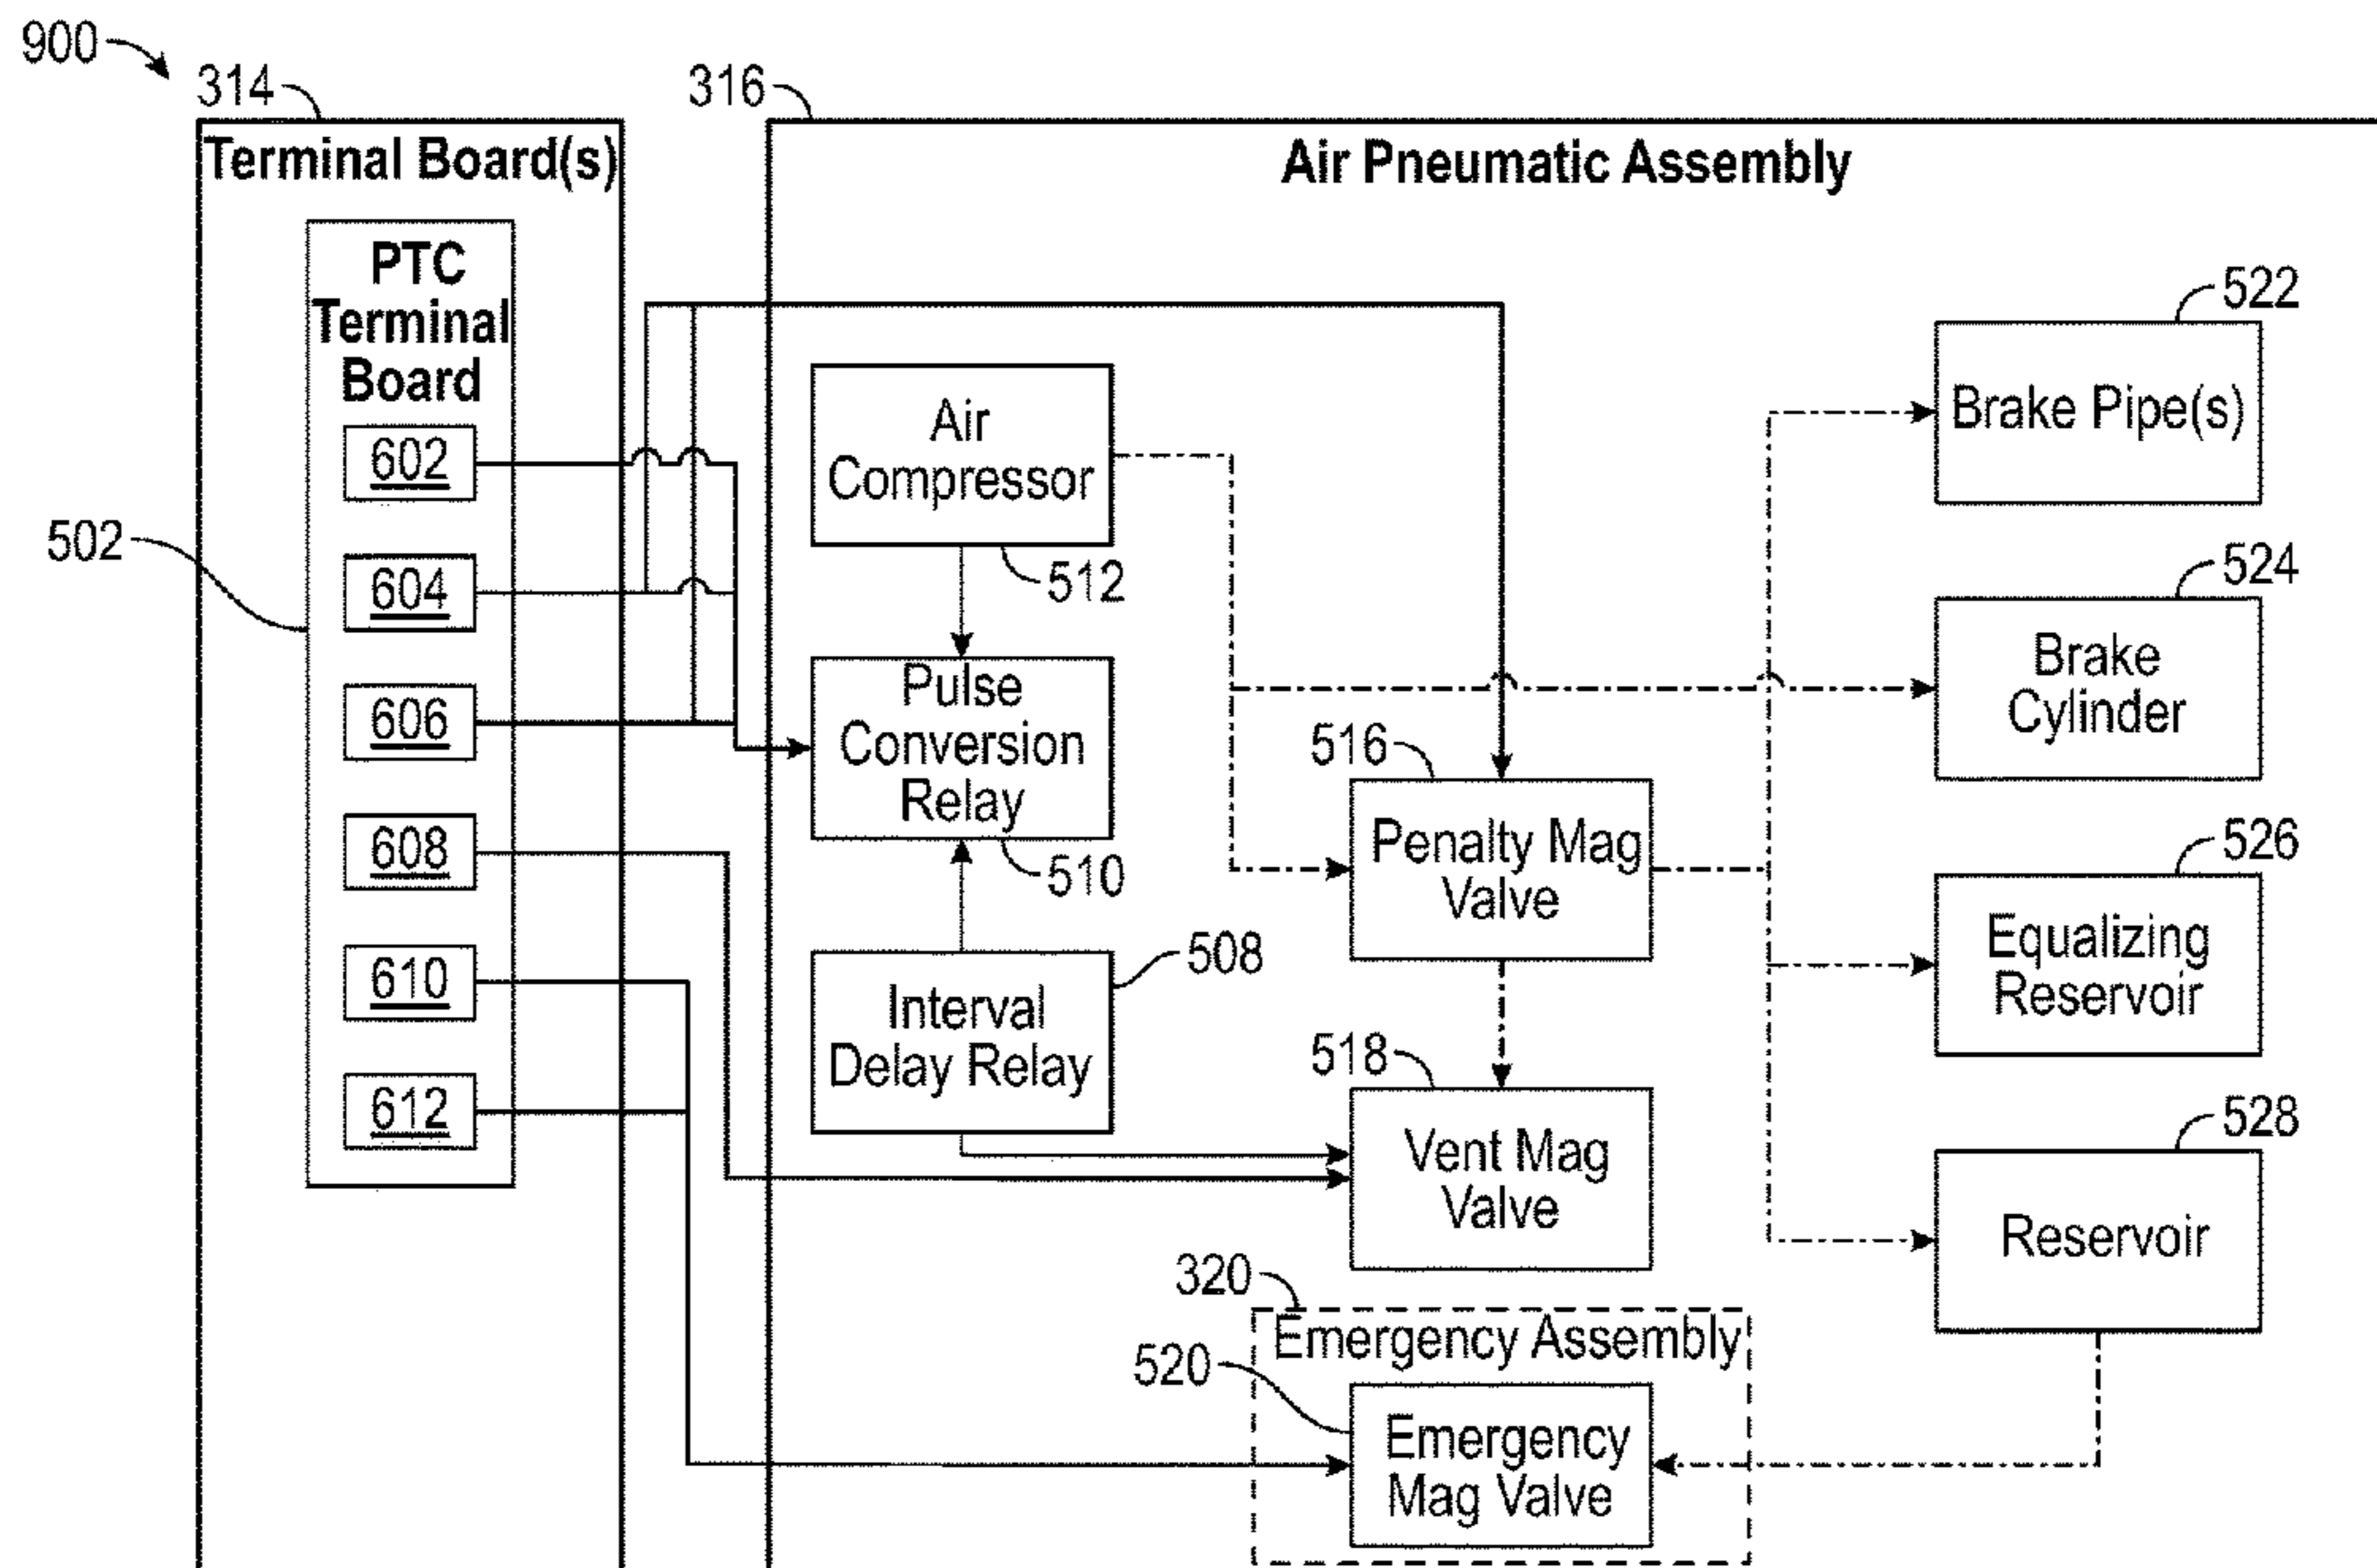 900
314
316
Terminal Board(s)
Air Pneumatic Assembly
PTC
Terminal
Board
602
604
606
608
610
612
502
Air
Compressor
512
Pulse
Conversion
Relay
510
508
Interval
Delay Relay
516
Penalty Mag
Valve
518
Vent Mag
Valve
320
Emergency Assembly
520
Emergency
Mag Valve
522
Brake Pipe(s)
524
Brake
Cylinder
526
Equalizing
Reservoir
528
Reservoir